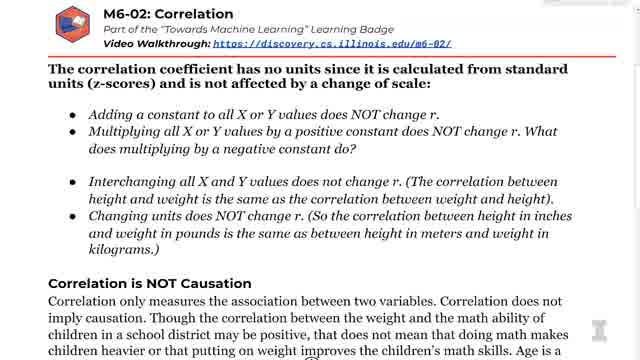 M6-02: Correlation
Part of the “Towards Machine Learning” Learning Badge
Video Walkthrough: https://discovery.cs.illinois.edu/m6-02/
The correlation coefficient has no units since it is calculated from standard
units (z-scores) and is not affected by a change of scale:
● Adding a constant to all X or Y values does NOT change r.
● Multiplying all X or Y values by a positive constant does NOT change r. What
does multiplying by a negative constant do?
● Interchanging all X and Y values does not change r. (The correlation between
height and weight is the same as the correlation between weight and height).
● Changing units does NOT change r. (So the correlation between height in inches
and weight in pounds is the same as between height in meters and weight in
kilograms.)
Correlation is NOT Causation
Correlation only measures the association between two variables. Correlation does not
imply causation. Though the correlation between the weight and the math ability of
children in a school district may be positive, that does not mean that doing math makes
children heavier or that putting on weight improves the children’s math skills. Age is a